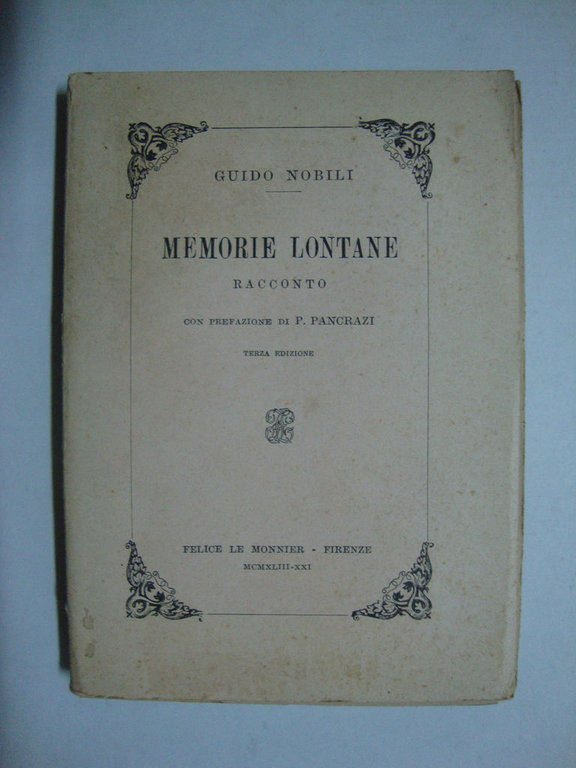 GUIDO NOBILI
MEMORIE LONTANE
RACCONTO
CON PREFAZIONE DI P. PANCRAZI
TERZA EDIZIONE
FELICE LE MONNIER - FIRENZE
MCMXLIII-XXI